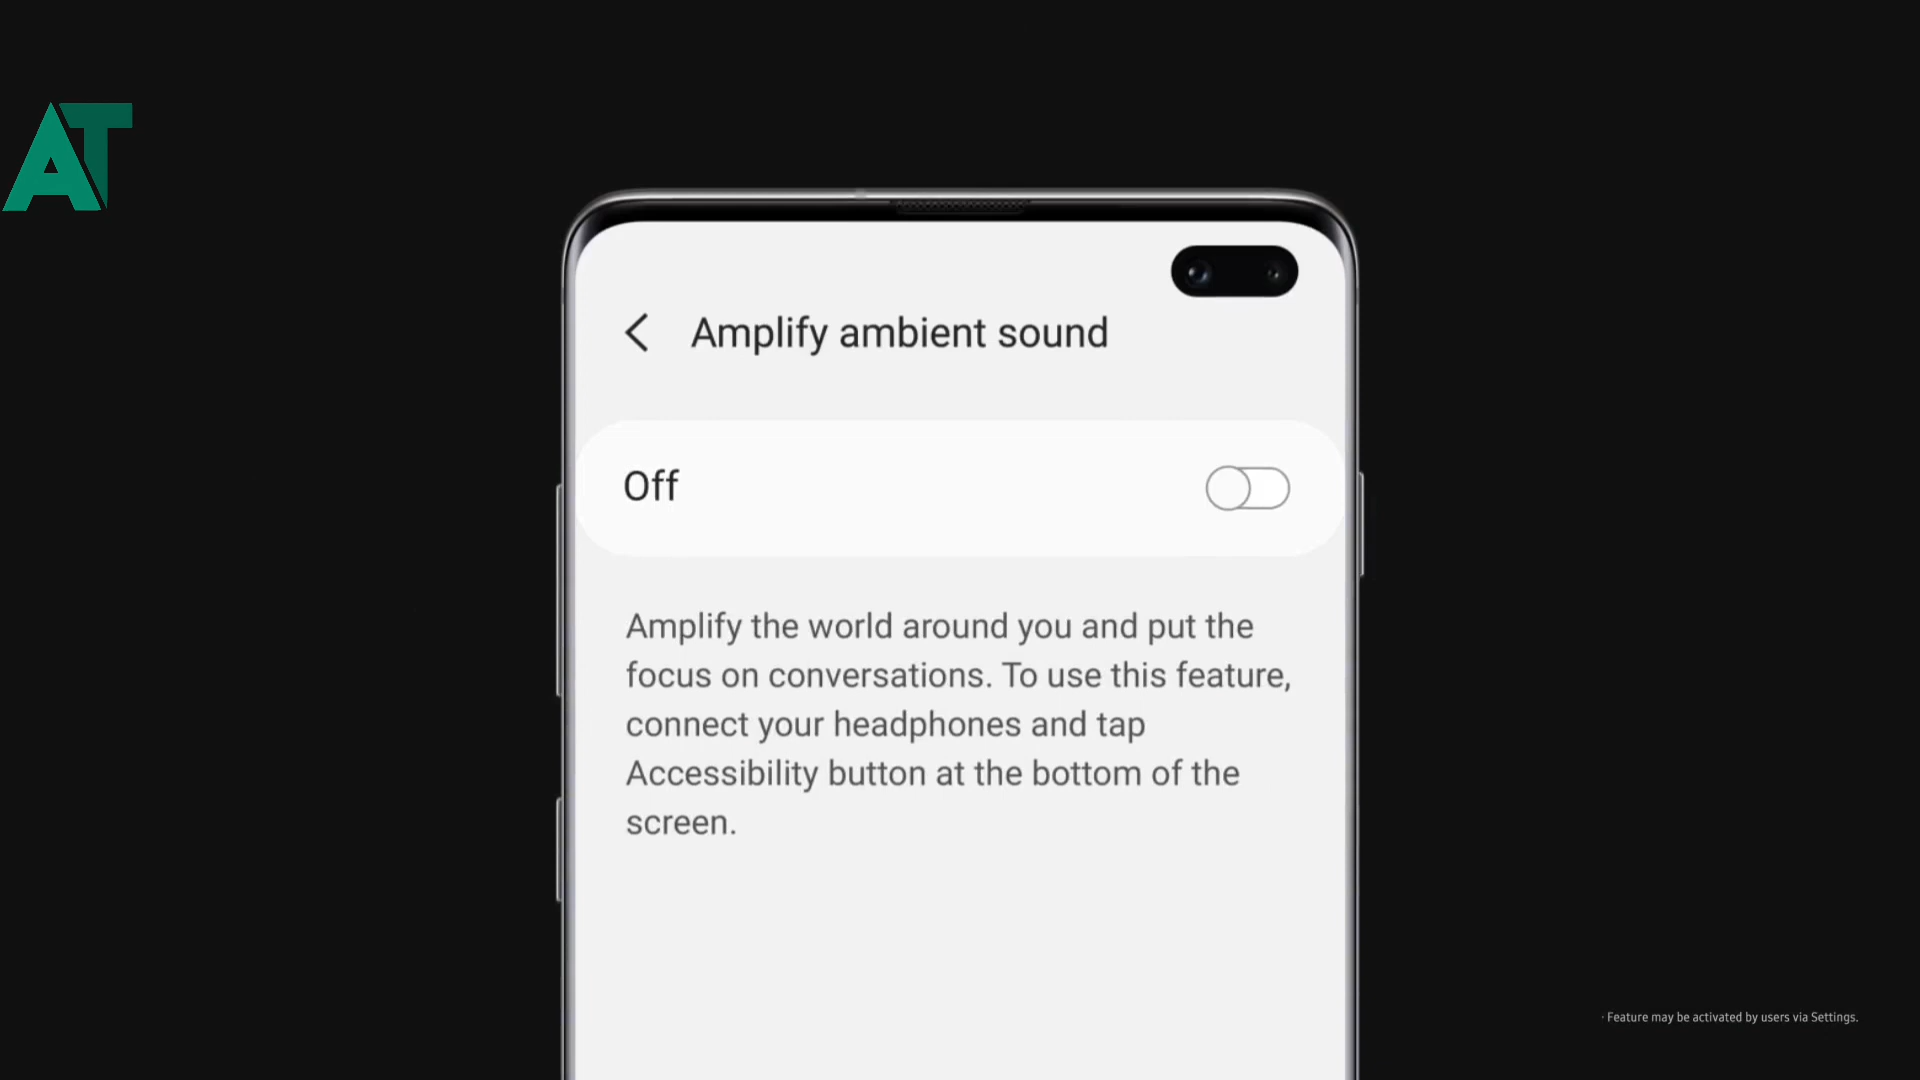 AT
Amplify ambient sound
Off
Amplify the world around you and put the
focus on conversations. To use this feature,
connect your headphones and tap
Accessibility button at the bottom of the
screen.
· Feature may be activated by users via Settings.